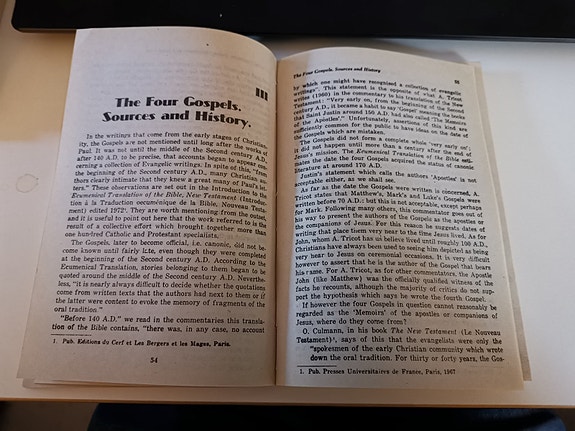 III
The Four Gospels.
Sources and History.
In the writings that come from the early stages of Christian-
ity, the Gospels are not mentioned until long after the works of
Paul. It was not until the middle of the Second century A.D.,
after 140 A.D. to be precise, that accounts began to appear con-
cerning a collection of Evangelic writings. In spite of this, "from
the beginning of the Second century A.D., many Christian au-
thors clearly intimate that they knew a great many of Paul's let-
ters." These observations are set out in the Introduction to the
Ecumenical Translation of the Bible, New Testament (Introduc-
tion à la Traduction oecuménique de la Bible, Nouveau Testa-
ment) edited 1972¹. They are worth mentioning from the outset,
and it is useful to point out here that the work referred to is the
result of a collective effort which brought together more than
one hundred Catholic and Protestant specialists.
The Gospels, later to become official, i.e. canonic, did not be-
come known until fairly late, even though they were completed
at the beginning of the Second century A.D. According to the
Ecumenical Translation, stories belonging to them began to be
quoted around the middle of the Second century A.D. Neverthe-
less, "it is nearly always difficult to decide whether the quotations
come from written texts that the authors had next to them or if
the latter were content to evoke the memory of fragments of the
oral tradition."
"Before 140 A.D." we read in the commentaries this transla-
tion of the Bible contains, "there was, in any case, no account
1. Pub. Editions du Cerf et Les Bergers et les Mages, Paris.
54
The Four Gospels. Sources and History
55
by which one might have recognised a collection of evangelic
writings". This statement is the opposite of what A. Tricot
writes (1960) in the commentary to his translation of the New
Testament: "Very early on, from the beginning of the Second
century A.D., it became a habit to say 'Gospel' meaning the books
that Saint Justin around 150 A.D. had also called 'The Memoirs
of the Apostles'." Unfortunately, assertions of this kind are
sufficiently common for the public to have ideas on the date of
the Gospels which are mistaken.
The Gospels did not form a complete whole 'very early on';
it did not happen until more than a century after the end of
Jesus's mission. The Ecumenical Translation of the Bible esti-
mates the date the four Gospels acquired the status of canonic
literature at around 170 A.D.
Justin's statement which calls the authors 'Apostles' is not
acceptable either, as we shall see.
As far as the date the Gospels were written is concerned, A.
Tricot states that Matthew's, Mark's and Luke's Gospels were
written before 70 A.D.: but this is not acceptable, except perhaps
for Mark. Following many others, this commentator goes out of
his way to present the authors of the Gospels as the apostles or
the companions of Jesus. For this reason he suggests dates of
writing that place them very near to the time Jesus lived. As for
John, whom A. Tricot has us believe lived until roughly 100 A.D.,
Christians have always been used to seeing him depicted as being
very near to Jesus on ceremonial occasions. It is very difficult
however to assert that he is the author of the Gospel that bears
his name. For A. Tricot, as for other commentators, the Apostle
John (like Matthew) was the officially qualified witness of the
facts he recounts, although the majority of critics do not sup-
port the hypothesis which says he wrote the fourth Gospel.
If however the four Gospels in question cannot reasonably be
regarded as the 'Memoirs' of the apostles or companions of
Jesus, where do they come from?
O. Culmann, in his book The New Testament (Le Nouveau
Testament)¹, says of this that the evangelists were only the
"spokesmen of the early Christian community which wrote
down the oral tradition. For thirty or forty years, the Gos-
1. Pub. Presses Universitaires de France, Paris, 1967